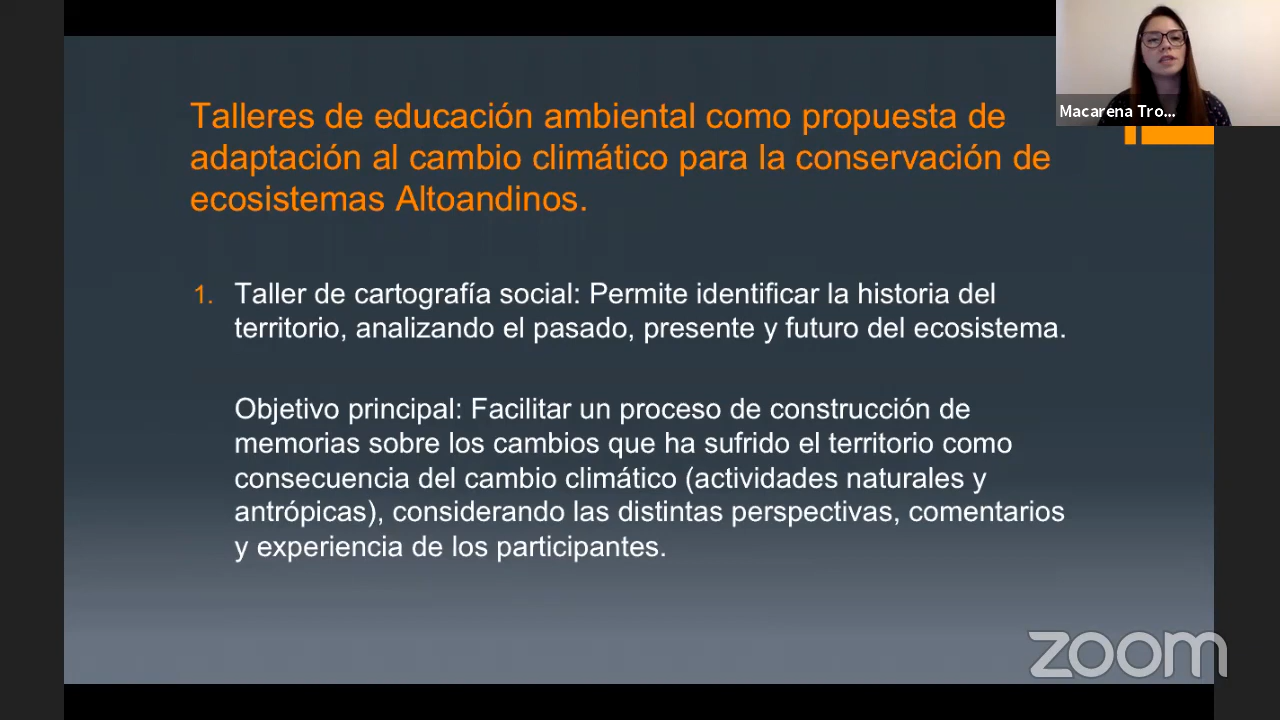 Macarena Tro...
Talleres de educación ambiental como propuesta de
adaptación al cambio climático para la conservación de
ecosistemas Altoandinos.
1. Taller de cartografía social: Permite identificar la historia del
territorio, analizando el pasado, presente y futuro del ecosistema.
Objetivo principal: Facilitar un proceso de construcción de
memorias sobre los cambios que ha sufrido el territorio como
consecuencia del cambio climático (actividades naturales y
antrópicas), considerando las distintas perspectivas, comentarios
y experiencia de los participantes.
zoom